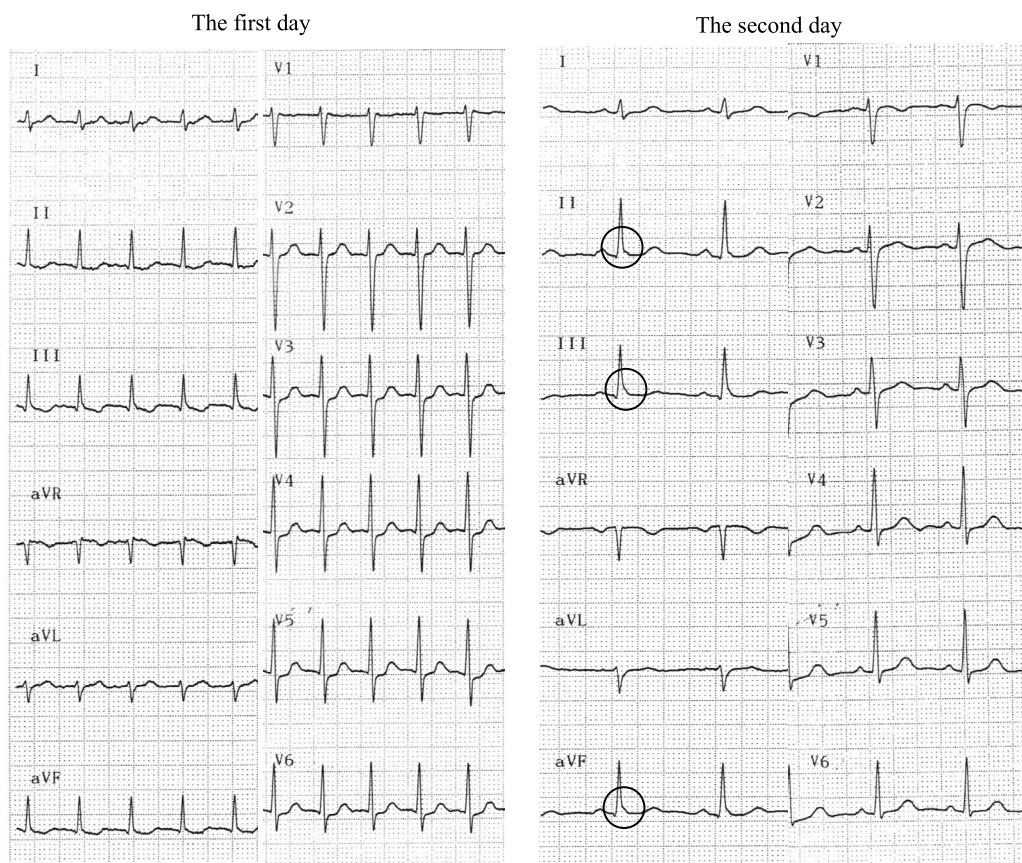 The first day
The second day
I
V1
I
V1
II
V2
II
V2
III
V3
III
V3
aVR
V4
aVR
V4
aVL
V5
aVL
V5
aVF
V6
aVF
V6